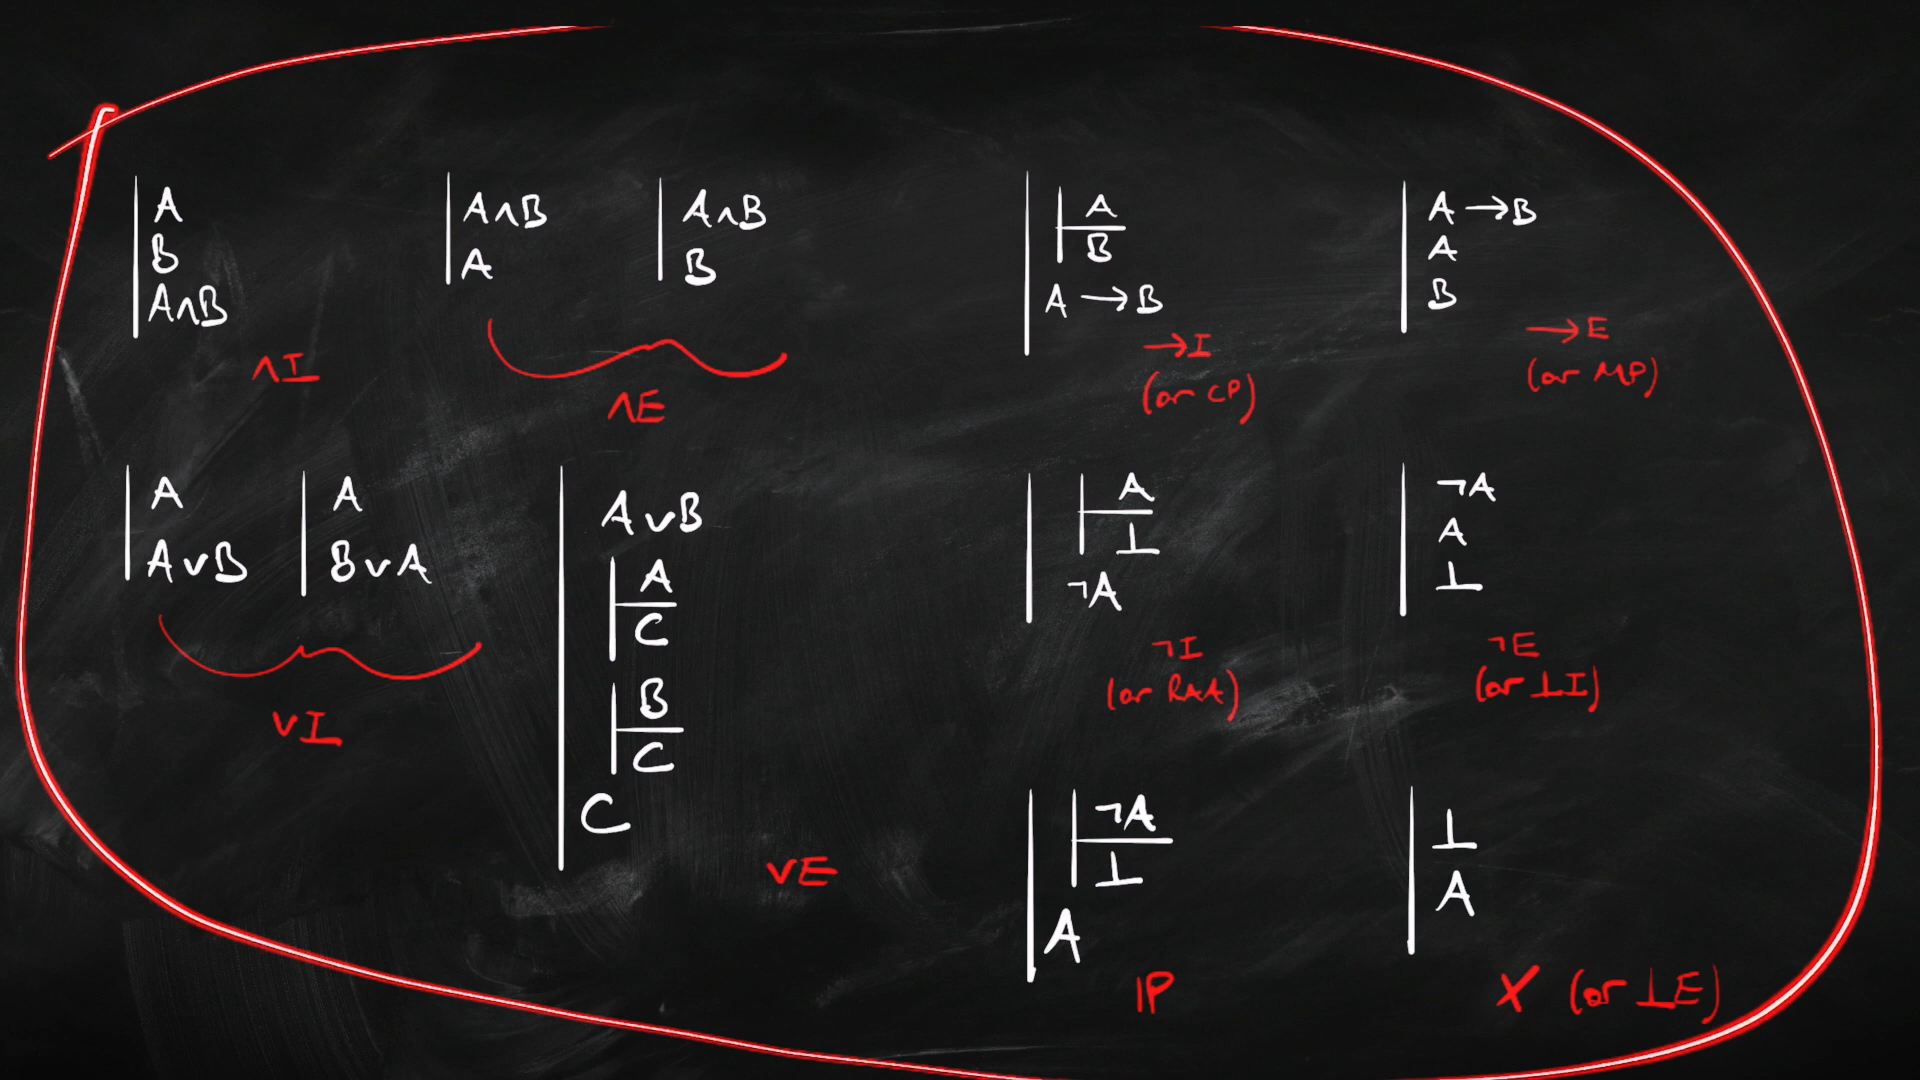 A
B
A∧B
∧I
A∧B
A
A∧B
B
∧E
A
B
A → B
→I
(or CP)
A → B
A
B
→E
(or MP)
A
A∨B
A
B∨A
∨I
A∨B
A
C
B
C
C
∨E
A
⊥
¬A
¬I
(or RAA)
¬A
A
⊥
¬E
(or ⊥I)
¬A
⊥
A
IP
⊥
A
X (or ⊥E)